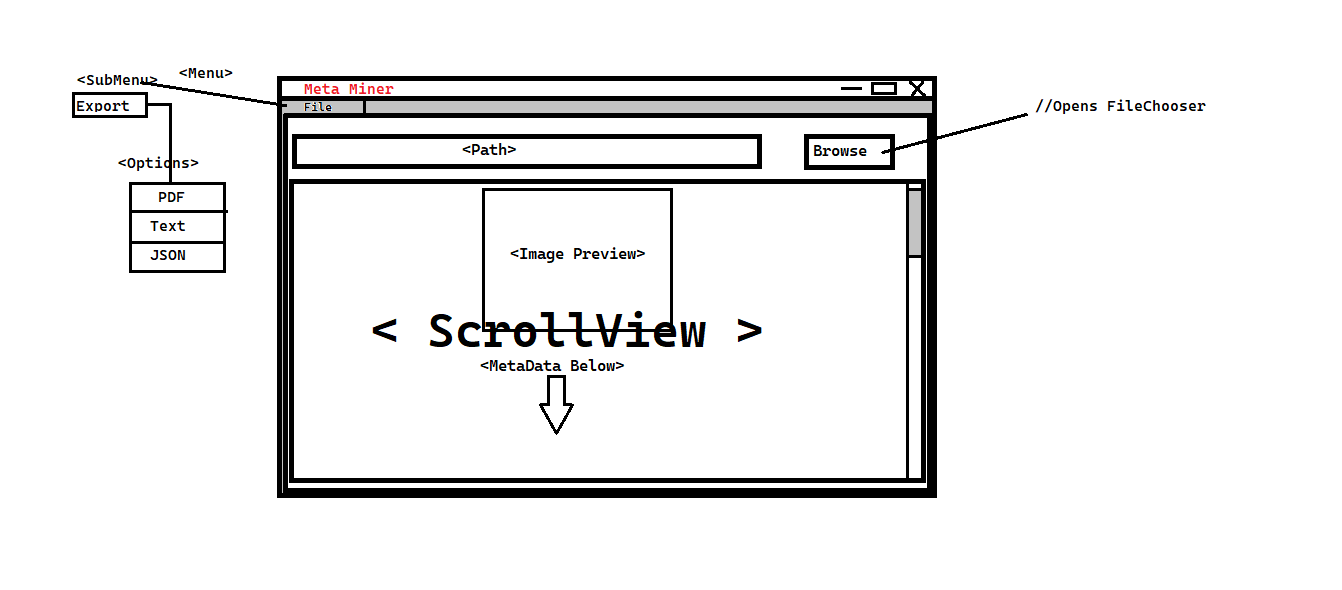 <SubMenu>
<Menu>
Export
<Options>
PDF
Text
JSON
Meta Miner
File
<Path>
Browse
//Opens FileChooser
<Image Preview>
< ScrollView >
<MetaData Below>